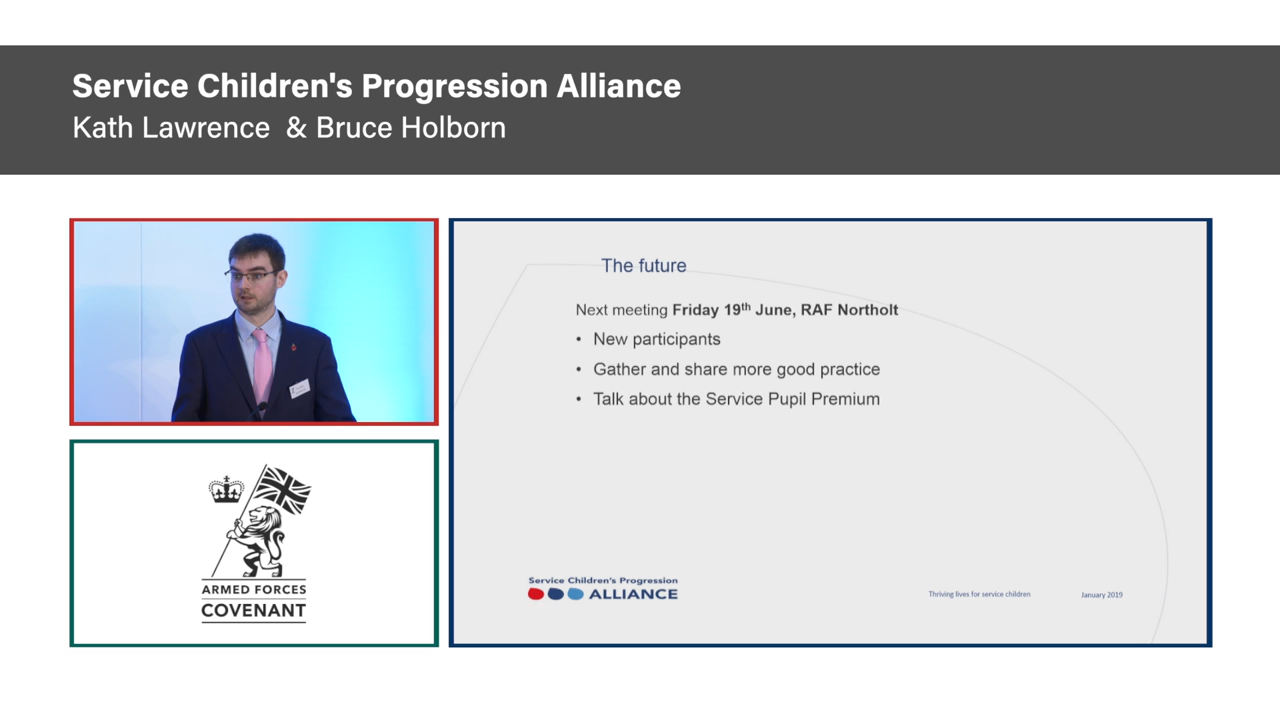 Service Children's Progression Alliance
Kath Lawrence & Bruce Holborn
The future
Next meeting Friday 19th June, RAF Northolt
• New participants
• Gather and share more good practice
• Talk about the Service Pupil Premium
ARMED FORCES
COVENANT
Service Children's Progression
ALLIANCE
Thriving lives for service children
January 2019